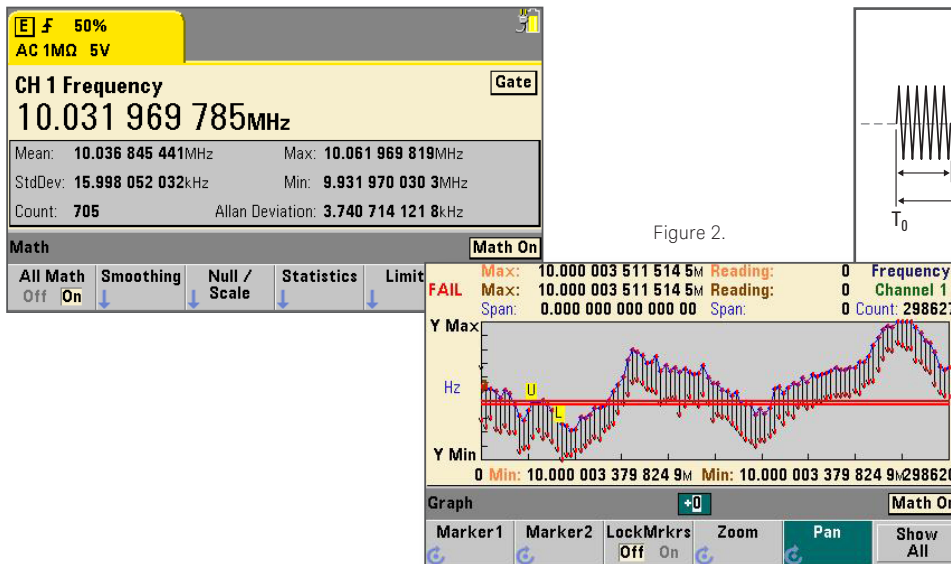 E 50%
AC 1MΩ 5V
CH 1 Frequency Gate
10.031 969 785MHz
Mean: 10.036 845 441MHz Max: 10.061 969 819MHz
StdDev: 15.998 052 032kHz Min: 9.931 970 030 3MHz
Count: 705 Allan Deviation: 3.740 714 121 8kHz
Math Math On
All Math Off On Smoothing Null / Scale Statistics Limit
T0
Figure 2.
Max: 10.000 003 511 514 5M Reading: 0 Frequency
FAIL Max: 10.000 003 511 514 5M Reading: 0 Channel 1
Span: 0.000 000 000 000 00 Span: 0 Count: 298627
Y Max
Hz
U
L
Y Min
0 Min: 10.000 003 379 824 9M Min: 10.000 003 379 824 9M 298626
Graph +0 Math On
Marker1 Marker2 LockMrkrs Off On Zoom Pan Show All